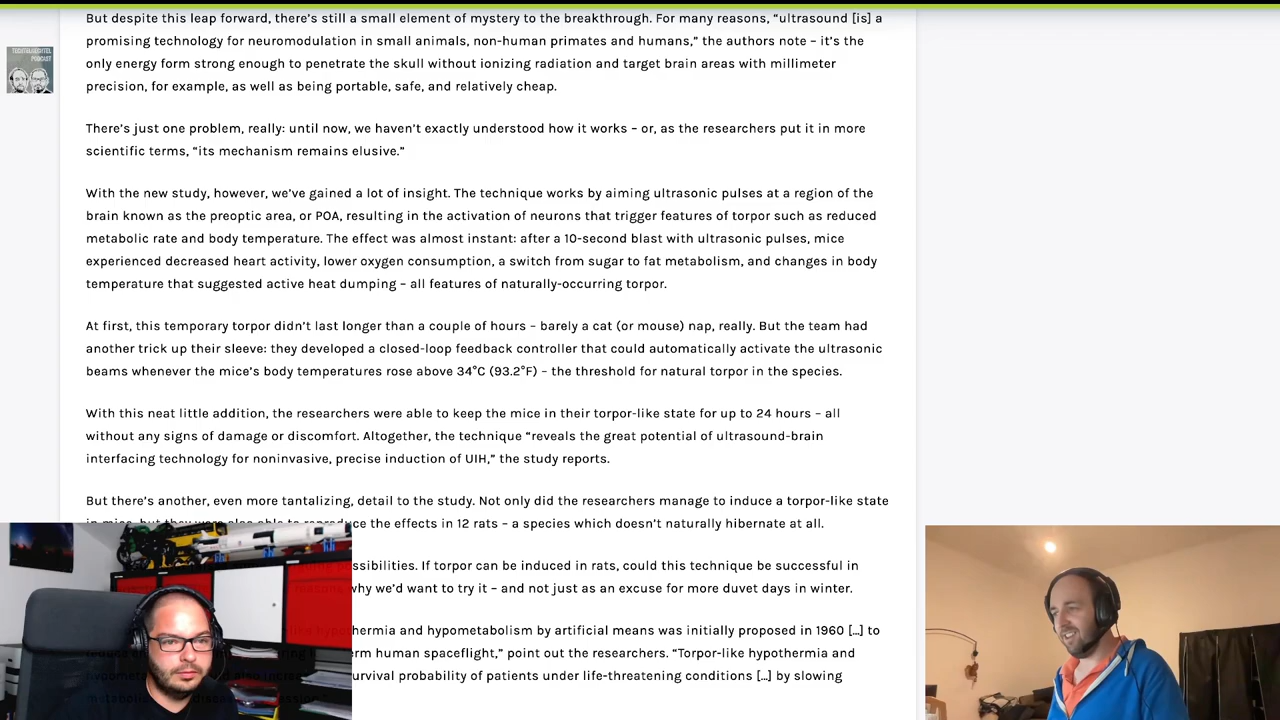 But despite this leap forward, there's still a small element of mystery to the breakthrough. For many reasons, “ultrasound [is] a
promising technology for neuromodulation in small animals, non-human primates and humans,” the authors note – it's the
only energy form strong enough to penetrate the skull without ionizing radiation and target brain areas with millimeter
precision, for example, as well as being portable, safe, and relatively cheap.
PODCAST
There's just one problem, really: until now, we haven't exactly understood how it works – or, as the researchers put it in more
scientific terms, “its mechanism remains elusive.”
With the new study, however, we've gained a lot of insight. The technique works by aiming ultrasonic pulses at a region of the
brain known as the preoptic area, or POA, resulting in the activation of neurons that trigger features of torpor such as reduced
metabolic rate and body temperature. The effect was almost instant: after a 10-second blast with ultrasonic pulses, mice
experienced decreased heart activity, lower oxygen consumption, a switch from sugar to fat metabolism, and changes in body
temperature that suggested active heat dumping – all features of naturally-occurring torpor.
At first, this temporary torpor didn't last longer than a couple of hours – barely a cat (or mouse) nap, really. But the team had
another trick up their sleeve: they developed a closed-loop feedback controller that could automatically activate the ultrasonic
beams whenever the mice's body temperatures rose above 34°C (93.2°F) – the threshold for natural torpor in the species.
With this neat little addition, the researchers were able to keep the mice in their torpor-like state for up to 24 hours – all
without any signs of damage or discomfort. Altogether, the technique “reveals the great potential of ultrasound-brain
interfacing technology for noninvasive, precise induction of UIH,” the study reports.
But there's another, even more tantalizing, detail to the study. Not only did the researchers manage to induce a torpor-like state
in mice, but they were also able to reproduce the effects in 12 rats – a species which doesn't naturally hibernate at all.
possibilities. If torpor can be induced in rats, could this technique be successful in
why we'd want to try it – and not just as an excuse for more duvet days in winter.
hypothermia and hypometabolism by artificial means was initially proposed in 1960 [...] to
term human spaceflight,” point out the researchers. “Torpor-like hypothermia and
survival probability of patients under life-threatening conditions [...] by slowing